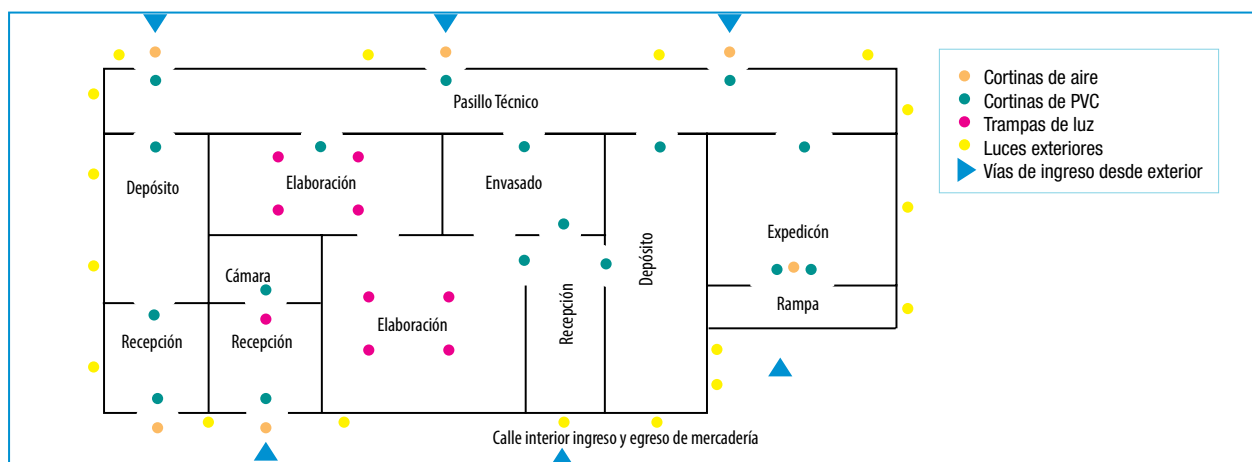 Cortinas de aire
Cortinas de PVC
Trampas de luz
Luces exteriores
Vías de ingreso desde exterior
Pasillo Técnico
Depósito
Elaboración
Envasado
Depósito
Expedicón
Cámara
Rampa
Recepción
Recepción
Elaboración
Recepción
Calle interior ingreso y egreso de mercadería